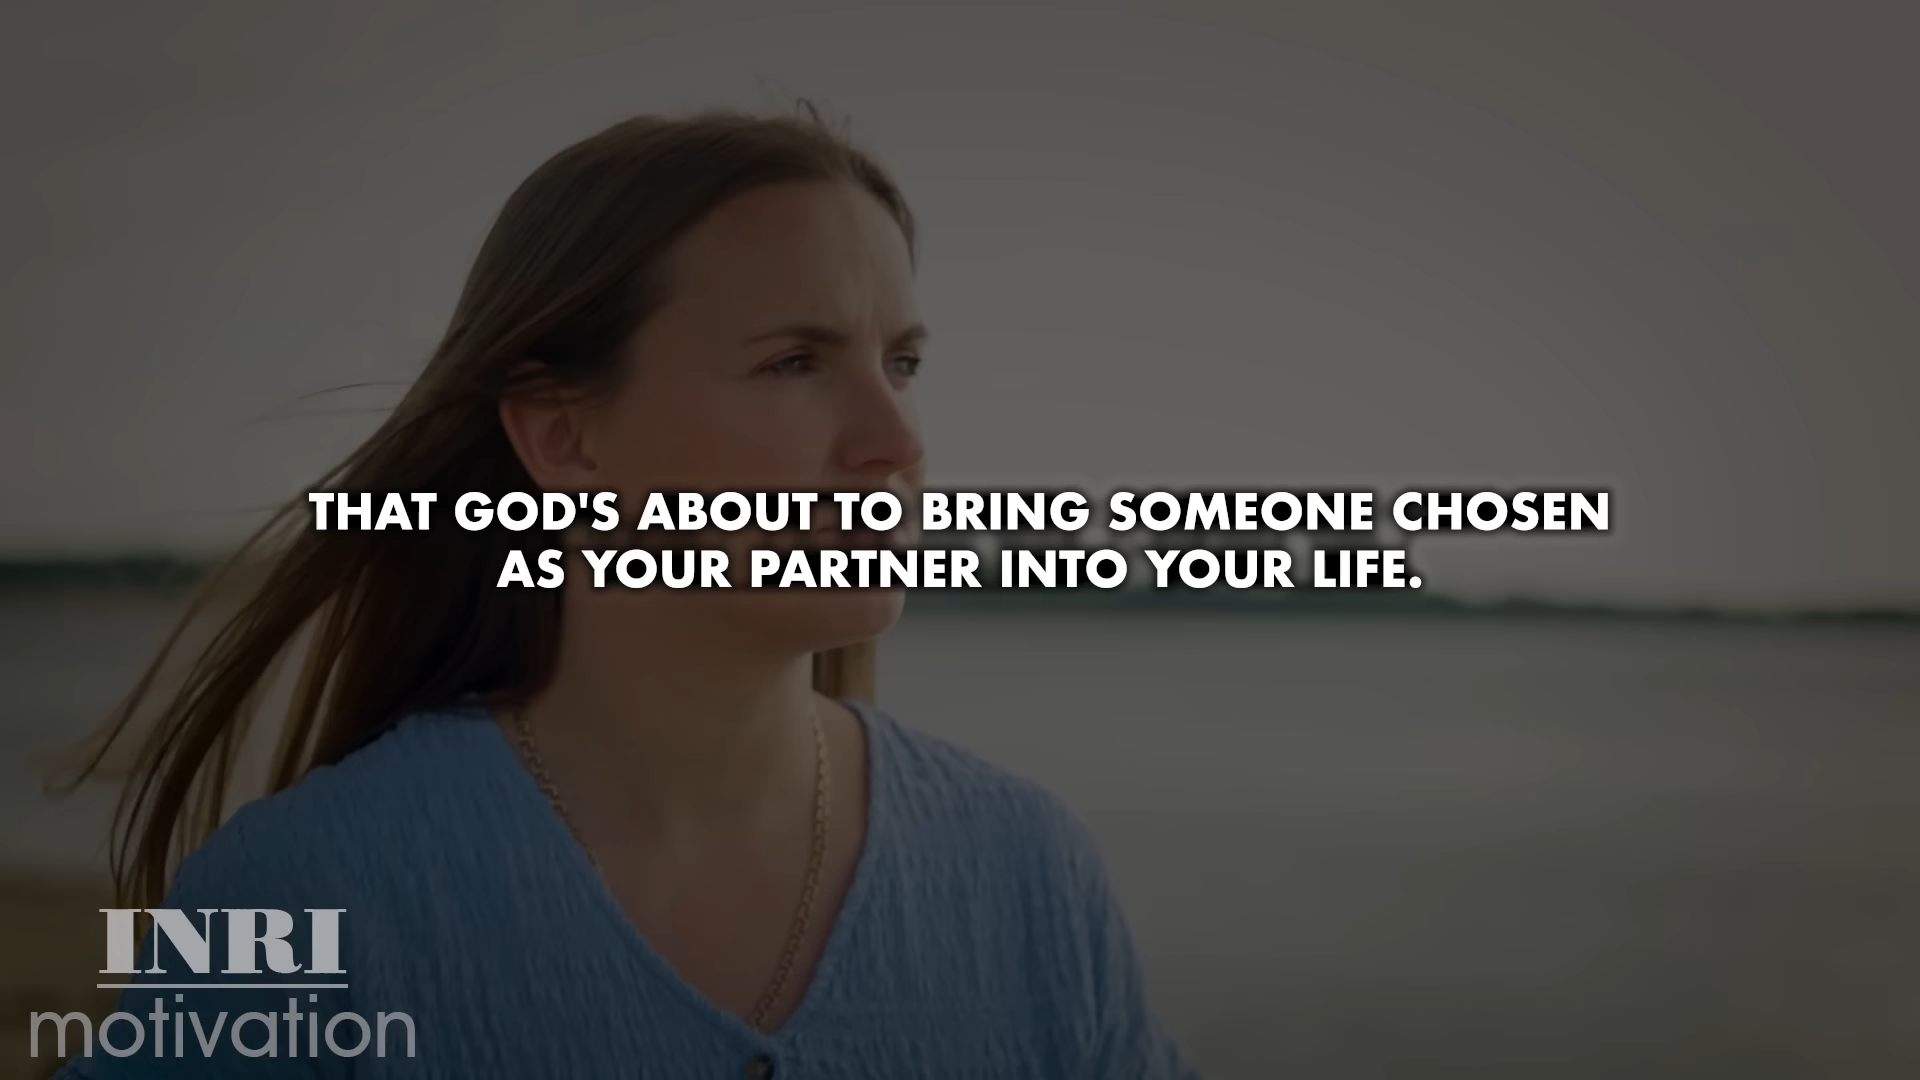 THAT GOD'S ABOUT TO BRING SOMEONE CHOSEN
AS YOUR PARTNER INTO YOUR LIFE.
INRI
motivation